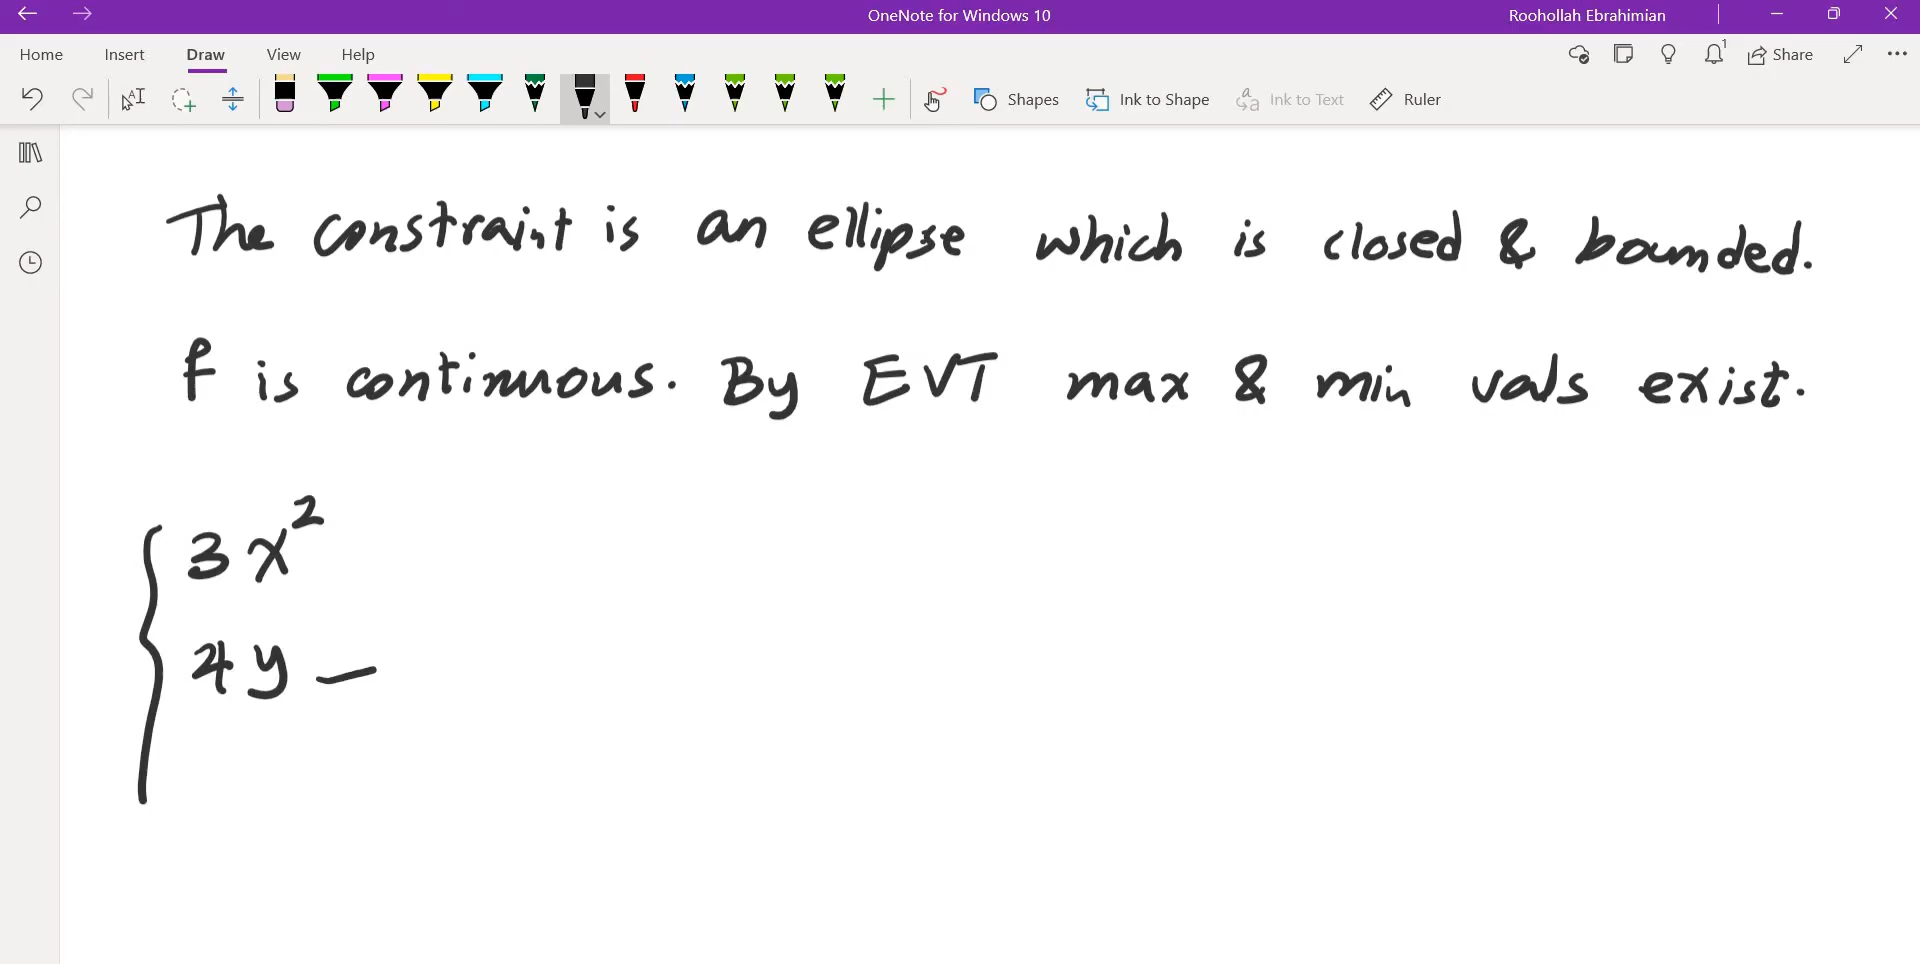 OneNote for Windows 10
Roohollah Ebrahimian
Home Insert Draw View Help
1 Share
Shapes Ink to Shape Ink to Text Ruler
The constraint is an ellipse which is closed & bounded.
f is continuous. By EVT max & min vals exist.
3x²
4y –